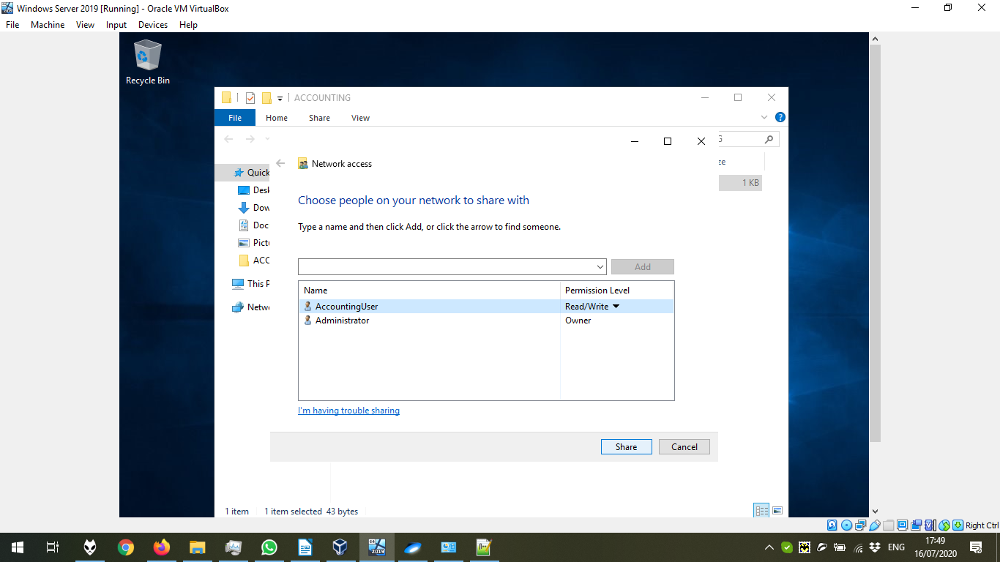 Windows Server 2019 [Running] - Oracle VM VirtualBox
File Machine View Input Devices Help
Recycle Bin
ACCOUNTING
File Home Share View
Network access
Quick
Desk
Dow
Doc
Pict
ACC
This P
Netw
Choose people on your network to share with
Type a name and then click Add, or click the arrow to find someone.
Add
Name Permission Level
AccountingUser Read/Write
Administrator Owner
I'm having trouble sharing
Share Cancel
ze
1 KB
1 item 1 item selected 43 bytes
Right Ctrl
64
2019
ENG
17:49
16/07/2020